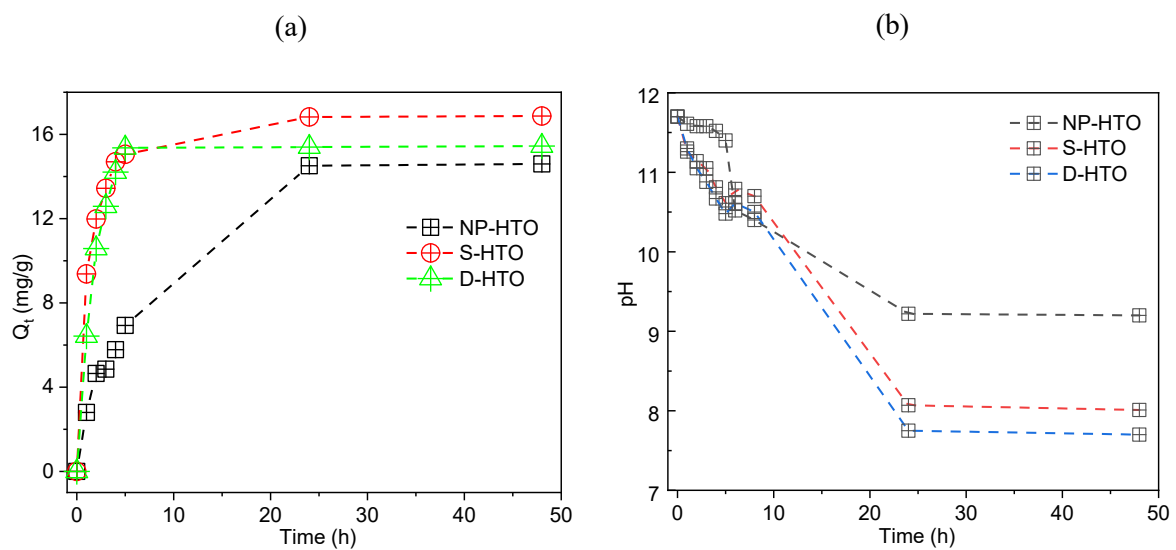 (a)
(b)
16
12
8
4
0
Q_t (mg/g)
NP-HTO
S-HTO
D-HTO
0 10 20 30 40 50
Time (h)
12
11
10
9
8
7
pH
NP-HTO
S-HTO
D-HTO
0 10 20 30 40 50
Time (h)